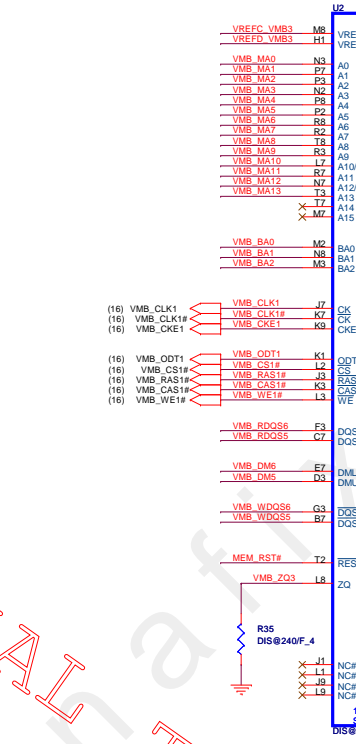 U2
VREFC_VMB3 M8 VRE
VREFD_VMB3 H1 VRE
VMB_MA0 N3 A0
VMB_MA1 P7 A1
VMB_MA2 P3 A2
VMB_MA3 N2 A3
VMB_MA4 P8 A4
VMB_MA5 P2 A5
VMB_MA6 R8 A6
VMB_MA7 R2 A7
VMB_MA8 T8 A8
VMB_MA9 R3 A9
VMB_MA10 L7 A10/
VMB_MA11 R7 A11
VMB_MA12 N7 A12/
VMB_MA13 T3 A13
T7 A14
M7 A15
VMB_BA0 M2 BA0
VMB_BA1 N8 BA1
VMB_BA2 M3 BA2
(16) VMB_CLK1 VMB_CLK1 J7 CK
(16) VMB_CLK1# VMB_CLK1# K7 CK
(16) VMB_CKE1 VMB_CKE1 K9 CKE
(16) VMB_ODT1 VMB_ODT1 K1 ODT
(16) VMB_CS1# VMB_CS1# L2 CS
(16) VMB_RAS1# VMB_RAS1# J3 RAS
(16) VMB_CAS1# VMB_CAS1# K3 CAS
(16) VMB_WE1# VMB_WE1# L3 WE
VMB_RDQS6 F3 DQS
VMB_RDQS5 C7 DQS
VMB_DM6 E7 DML
VMB_DM5 D3 DMU
VMB_WDQS6 G3 DQS
VMB_WDQS5 B7 DQS
MEM_RST# T2 RES
VMB_ZQ3 L8 ZQ
R35
DIS@240/F_4
J1 NC#
L1 NC#
J9 NC#
L9 NC#
1
S
DIS@
AL
nafix